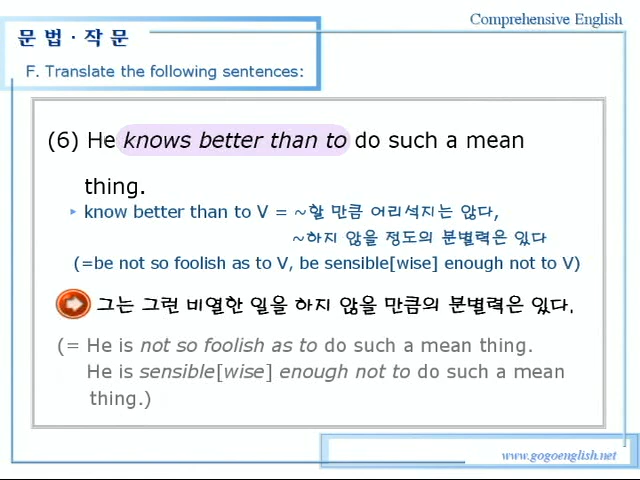 Comprehensive English
문 법 · 작 문
F. Translate the following sentences:
(6) He knows better than to do such a mean
thing.
▸ know better than to V = ~할 만큼 어리석지는 않다,
~하지 않을 정도의 분별력은 있다
(=be not so foolish as to V, be sensible[wise] enough not to V)
그는 그런 비열한 일을 하지 않을 만큼의 분별력은 있다.
(= He is not so foolish as to do such a mean thing.
He is sensible[wise] enough not to do such a mean
thing.)
www.gogoenglish.net